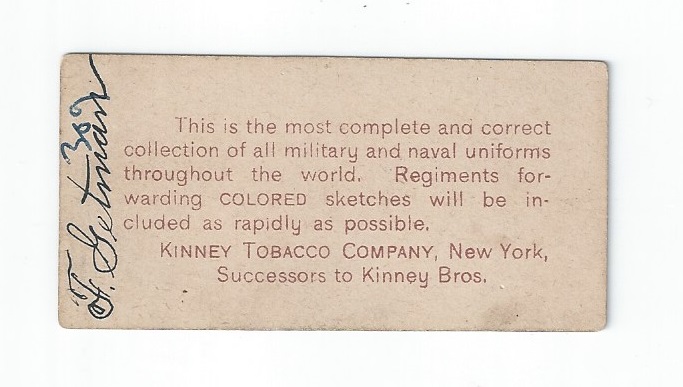 This is the most complete and correct
collection of all military and naval uniforms
throughout the world. Regiments for-
warding COLORED sketches will be in-
cluded as rapidly as possible.
KINNEY TOBACCO COMPANY, New York,
Successors to Kinney Bros.
F. Getman
309